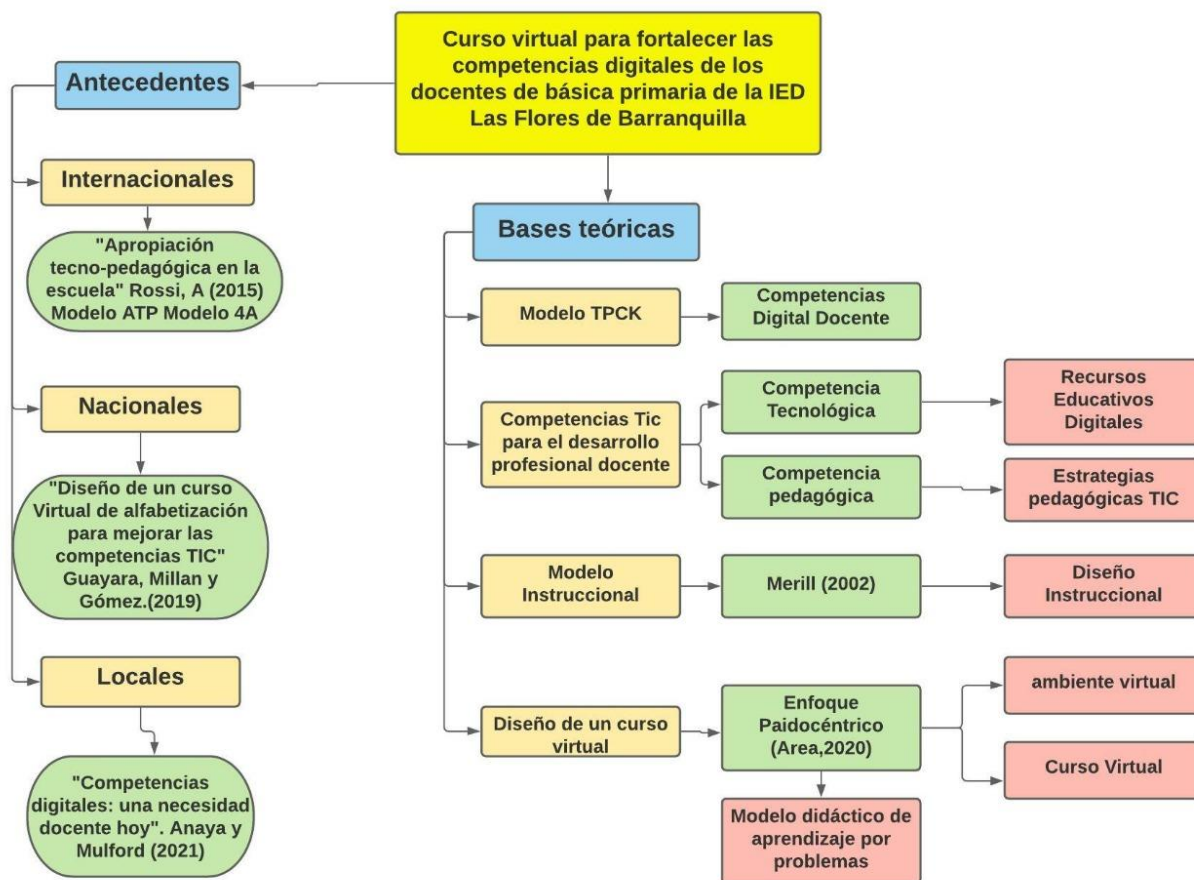 Curso virtual para fortalecer las
competencias digitales de los
docentes de básica primaria de la IED
Las Flores de Barranquilla
Antecedentes
Internacionales
"Apropiación
tecno-pedagógica en la
escuela" Rossi, A (2015)
Modelo ATP Modelo 4A
Nacionales
"Diseño de un curso
Virtual de alfabetización
para mejorar las
competencias TIC"
Guayara, Millan y
Gómez.(2019)
Locales
"Competencias
digitales: una necesidad
docente hoy". Anaya y
Mulford (2021)
Bases teóricas
Modelo TPCK
Competencias
Digital Docente
Competencias Tic
para el desarrollo
profesional docente
Competencia
Tecnológica
Recursos
Educativos
Digitales
Competencia
pedagógica
Estrategias
pedagógicas TIC
Modelo
Instruccional
Merill (2002)
Diseño
Instruccional
Diseño de un curso
virtual
Enfoque
Paidocéntrico
(Area,2020)
ambiente virtual
Curso Virtual
Modelo didáctico de
aprendizaje por
problemas